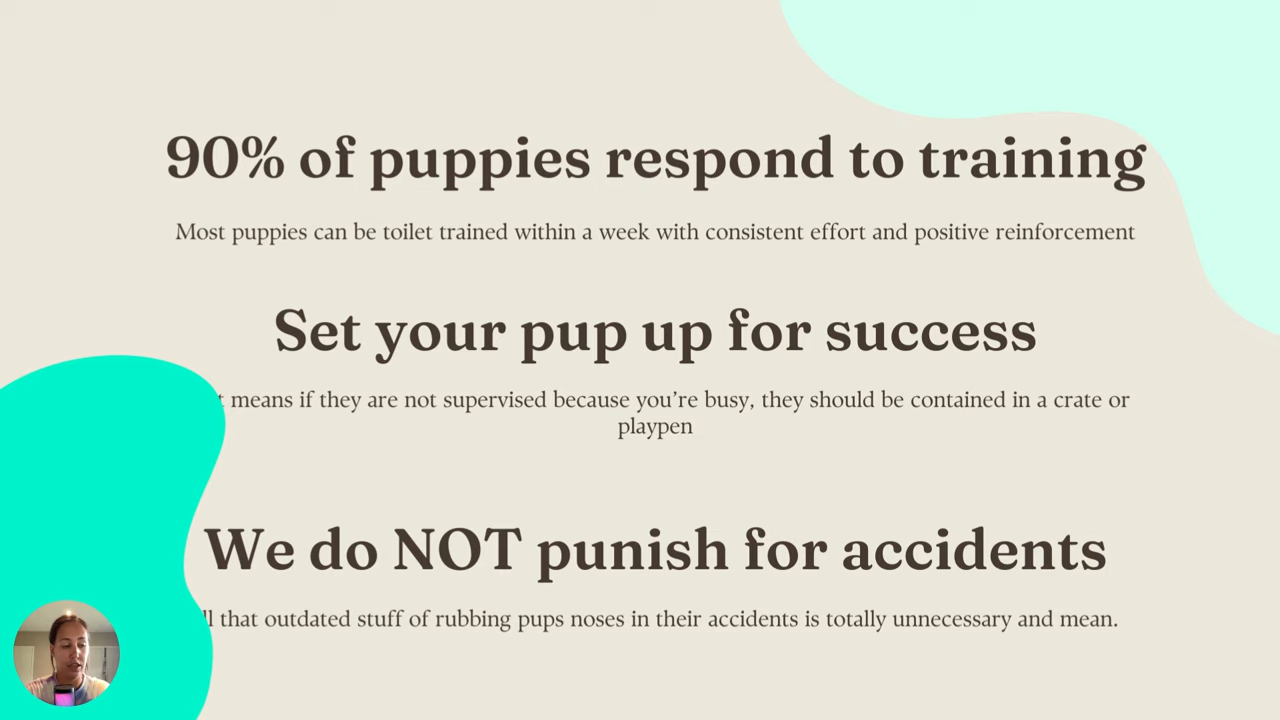 90% of puppies respond to training
Most puppies can be toilet trained within a week with consistent effort and positive reinforcement
Set your pup up for success
means if they are not supervised because you’re busy, they should be contained in a crate or
playpen
We do NOT punish for accidents
that outdated stuff of rubbing pups noses in their accidents is totally unnecessary and mean.